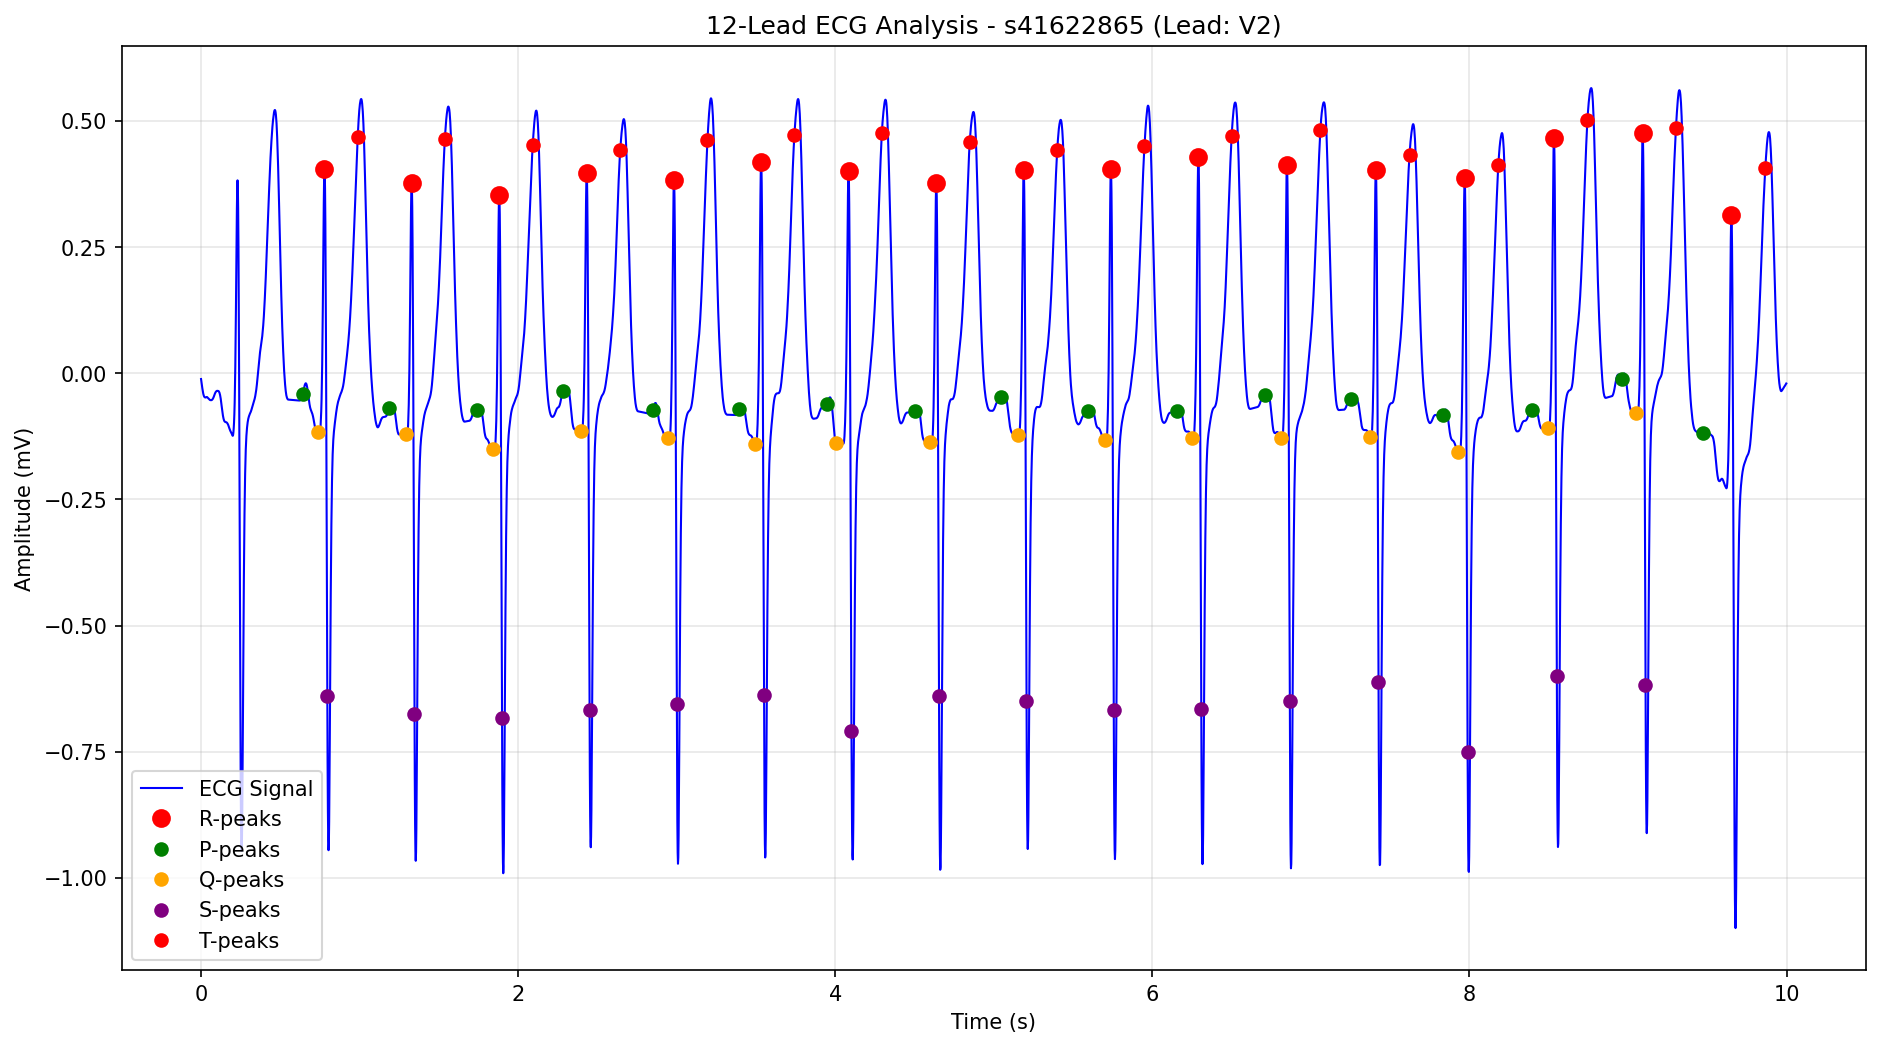 12-Lead ECG Analysis - s41622865 (Lead: V2)
Amplitude (mV)
0.50
0.25
0.00
−0.25
−0.50
−0.75
−1.00
ECG Signal
R-peaks
P-peaks
Q-peaks
S-peaks
T-peaks
0 2 4 6 8 10
Time (s)